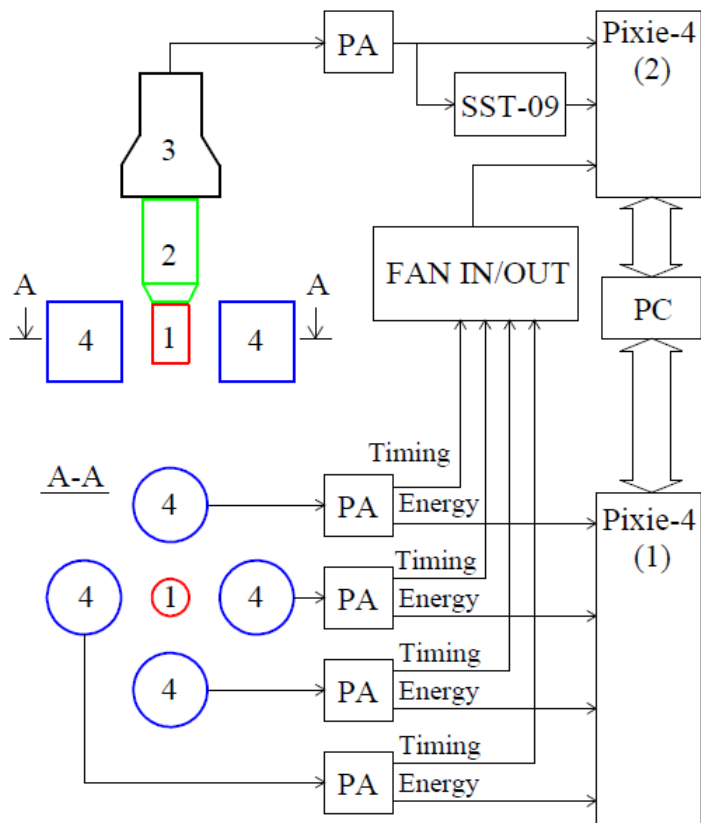 PA
Pixie-4
(2)
SST-09
3
2
FAN IN/OUT
A
A
4
1
4
PC
A-A
Timing
4
PA
Energy
Pixie-4
(1)
Timing
4
1
4
PA
Energy
Timing
4
PA
Energy
Timing
PA
Energy